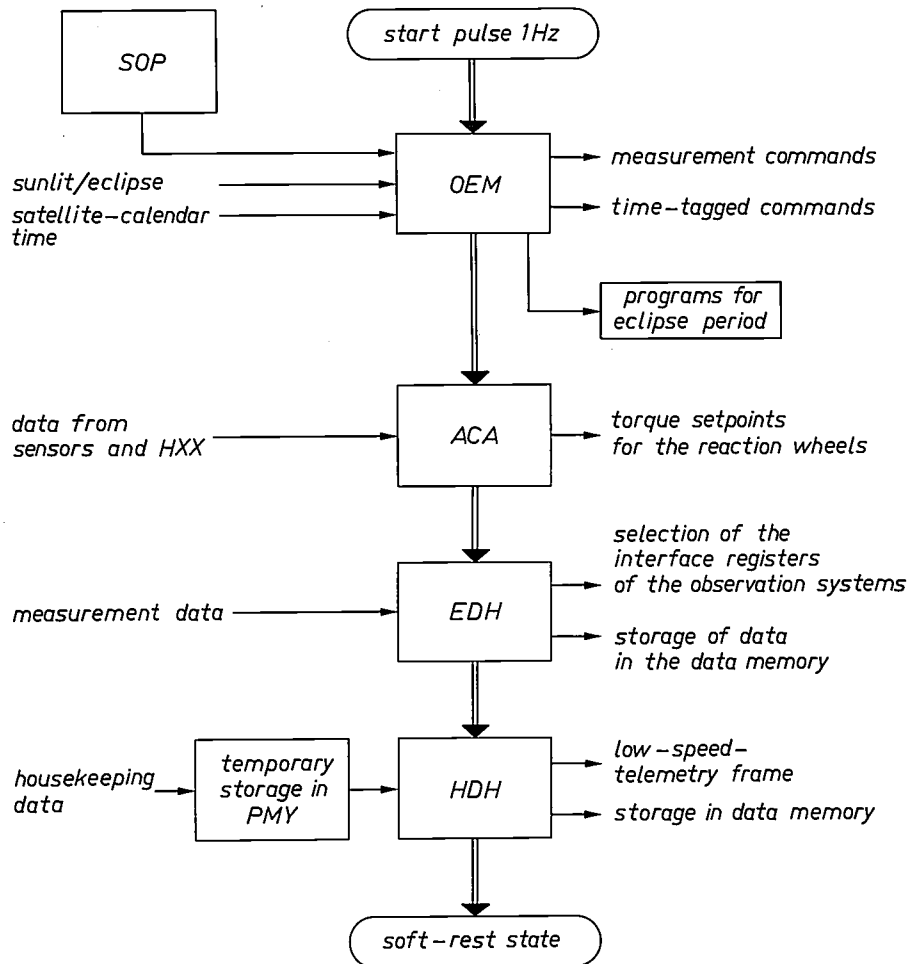 start pulse 1Hz
SOP
OEM
sunlit/eclipse
satellite-calendar
time
measurement commands
time-tagged commands
programs for
eclipse period
data from
sensors and HXX
ACA
torque setpoints
for the reaction wheels
measurement data
EDH
selection of the
interface registers
of the observation systems
storage of data
in the data memory
housekeeping
data
temporary
storage in
PMY
HDH
low-speed-
telemetry frame
storage in data memory
soft-rest state